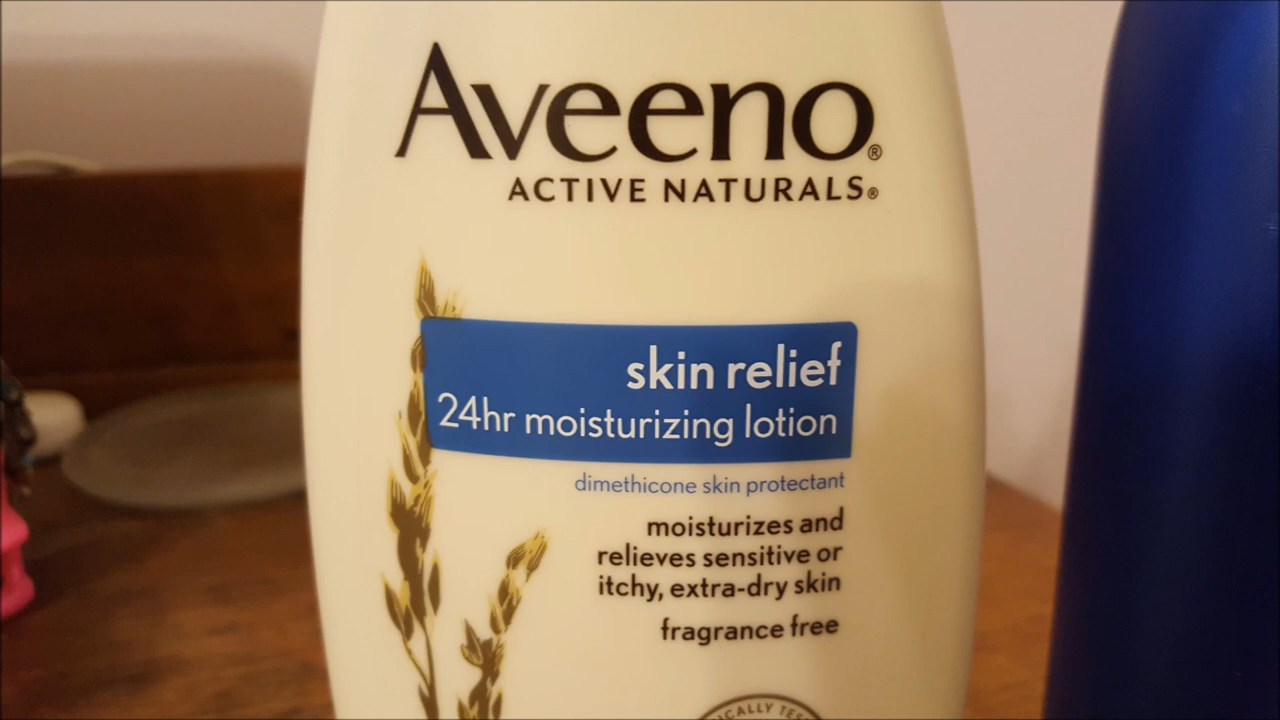 Aveeno®
ACTIVE NATURALS®
skin relief
24hr moisturizing lotion
dimethicone skin protectant
moisturizes and
relieves sensitive or
itchy, extra-dry skin
fragrance free